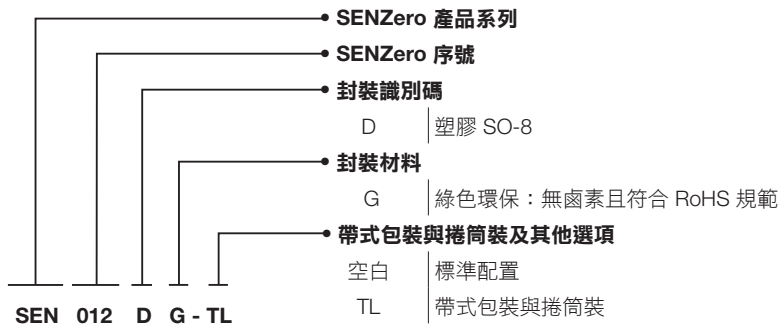 SENZero 產品系列
SENZero 序號
封裝識別碼
D 塑膠 SO-8
封裝材料
G 綠色環保：無鹵素且符合 RoHS 規範
帶式包裝與捲筒裝及其他選項
空白 標準配置
TL 帶式包裝與捲筒裝
SEN 012 D G - TL